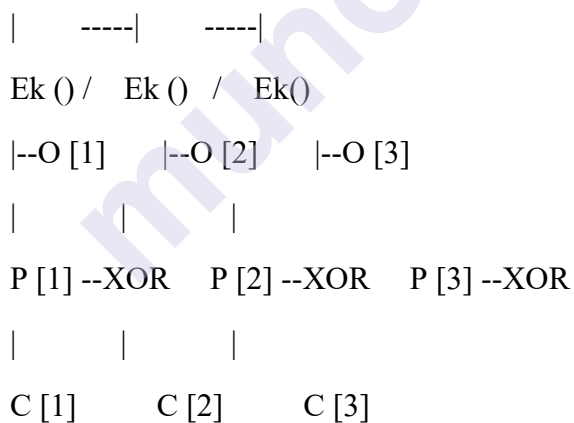 |        -----|        -----|
Ek () /    Ek ()   /    Ek()
|--O [1]        |--O [2]        |--O [3]
|            |            |
P [1] --XOR     P [2] --XOR     P [3] --XOR
|            |            |
C [1]        C [2]        C [3]